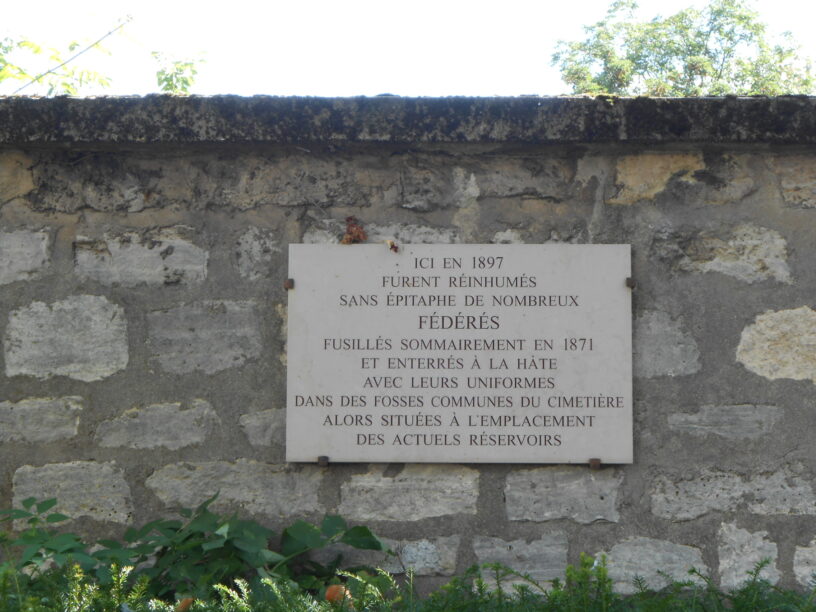 ICI EN 1897
FURENT RÉINHUMÉS
SANS ÉPITAPHE DE NOMBREUX
FÉDÉRÉS
FUSILLÉS SOMMAIREMENT EN 1871
ET ENTERRÉS À LA HÂTE
AVEC LEURS UNIFORMES
DANS DES FOSSES COMMUNES DU CIMETIÈRE
ALORS SITUÉES À L'EMPLACEMENT
DES ACTUELS RÉSERVOIRS